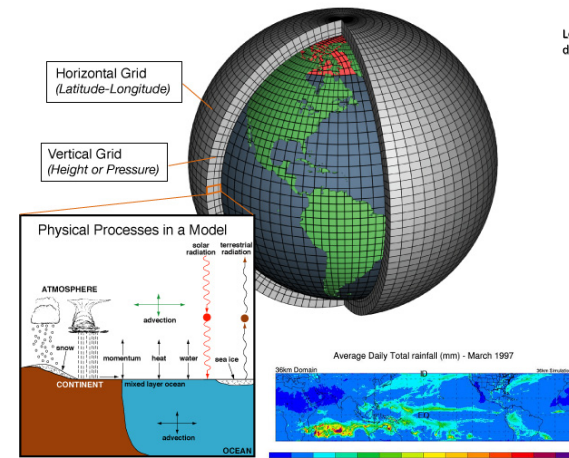 Horizontal Grid
(Latitude-Longitude)
Vertical Grid
(Height or Pressure)
Physical Processes in a Model
solar
radiation
terrestrial
radiation
ATMOSPHERE
advection
snow
momentum
heat
water
sea ice
CONTINENT
mixed layer ocean
advection
OCEAN
Average Daily Total rainfall (mm) - March 1997
36km Domain